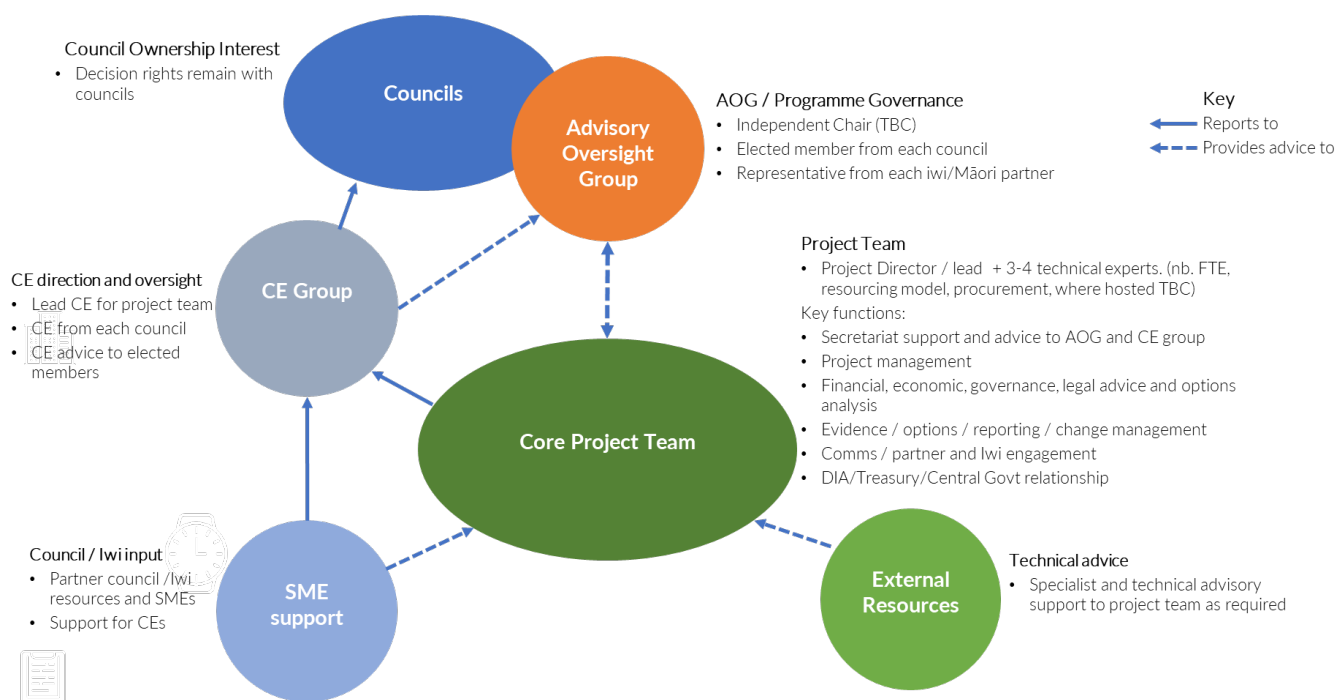 Council Ownership Interest
• Decision rights remain with
councils
Councils
Advisory
Oversight
Group
AOG / Programme Governance
• Independent Chair (TBC)
• Elected member from each council
• Representative from each iwi/Māori partner
Key
Reports to
Provides advice to
CE direction and oversight
• Lead CE for project team
• CE from each council
• CE advice to elected
members
CE Group
Project Team
• Project Director / lead + 3-4 technical experts. (nb. FTE,
resourcing model, procurement, where hosted TBC)
Key functions:
• Secretariat support and advice to AOG and CE group
• Project management
• Financial, economic, governance, legal advice and options
analysis
• Evidence / options / reporting / change management
• Comms / partner and Iwi engagement
• DIA/Treasury/Central Govt relationship
Core Project Team
Council / Iwi input
• Partner council /Iwi
resources and SMEs
• Support for CEs
SME
support
External
Resources
Technical advice
• Specialist and technical advisory
support to project team as required